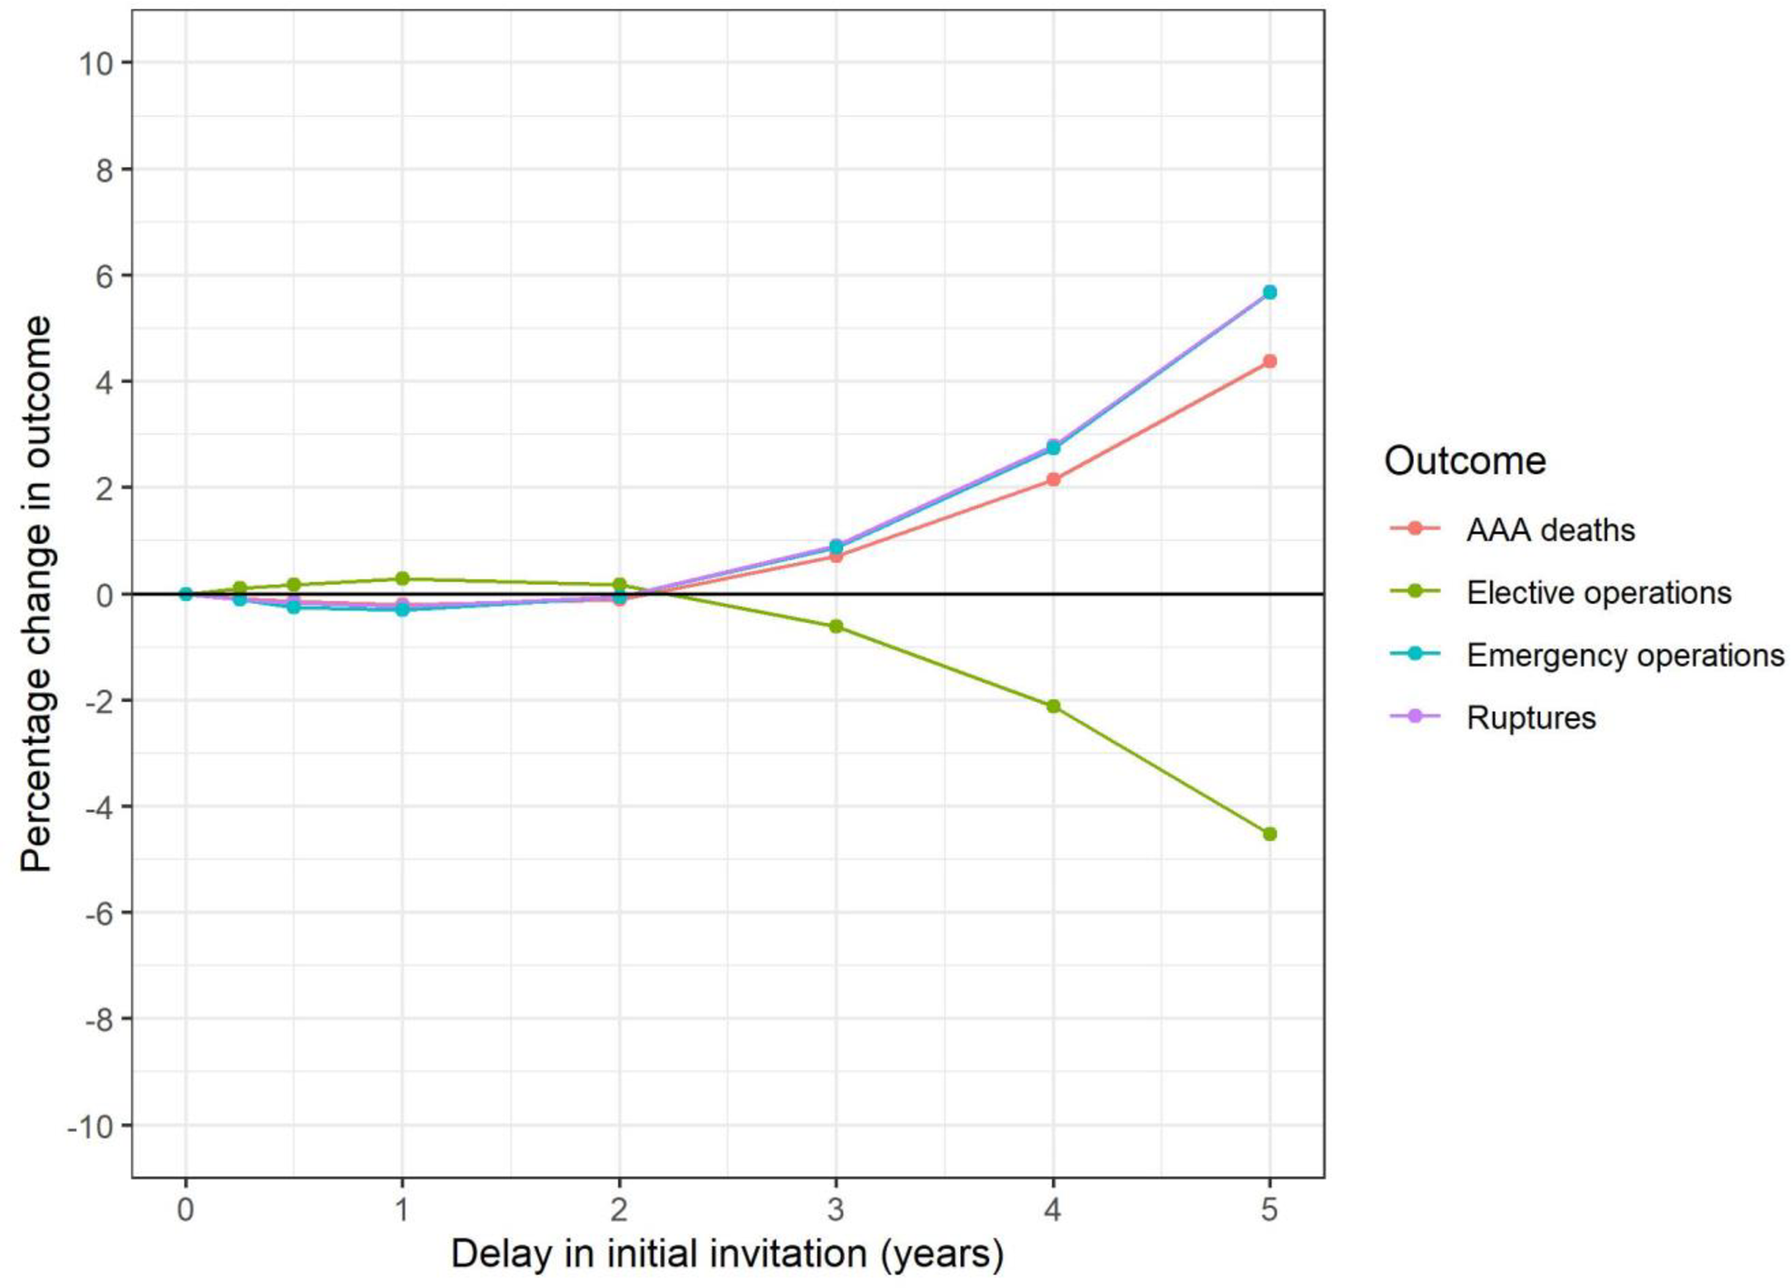 Percentage change in outcome
10
8
6
4
2
0
-2
-4
-6
-8
-10
0 1 2 3 4 5
Delay in initial invitation (years)
Outcome
AAA deaths
Elective operations
Emergency operations
Ruptures